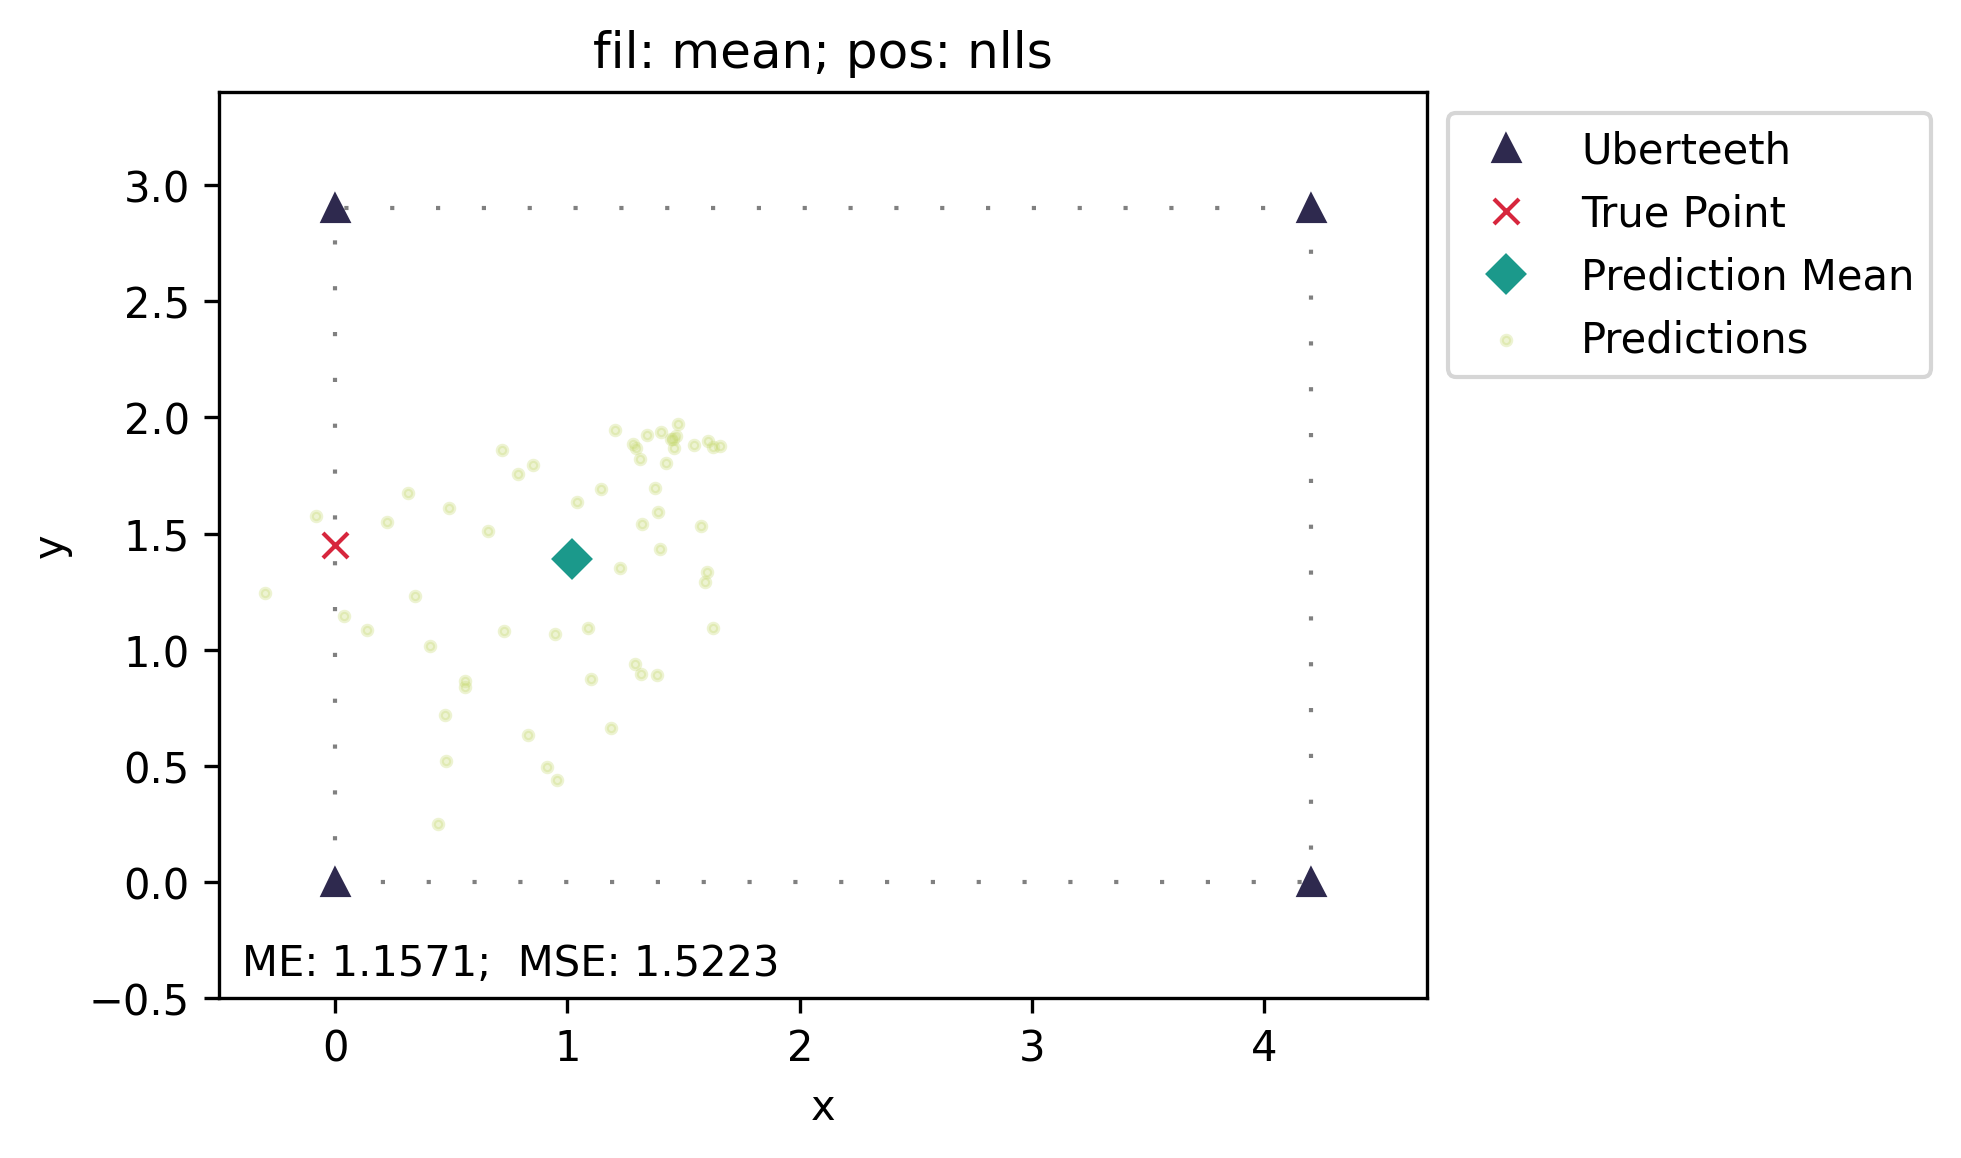 fil: mean; pos: nlls
Uberteeth
True Point
Prediction Mean
Predictions
3.0
2.5
2.0
1.5
1.0
0.5
0.0
−0.5
y
ME: 1.1571;  MSE: 1.5223
0 1 2 3 4
x